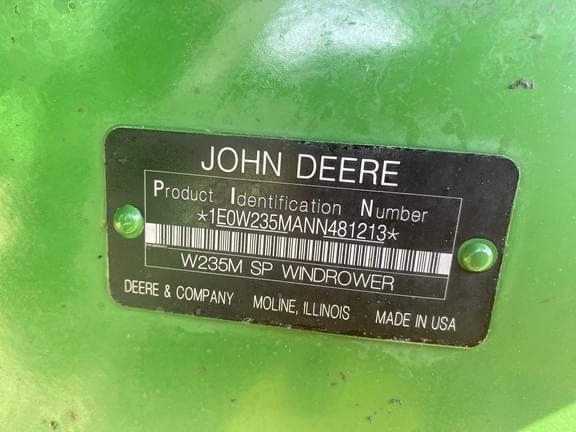 JOHN DEERE
Product Identification Number
*1E0W235MANN481213*
W235M SP WINDROWER
DEERE & COMPANY MOLINE, ILLINOIS MADE IN USA